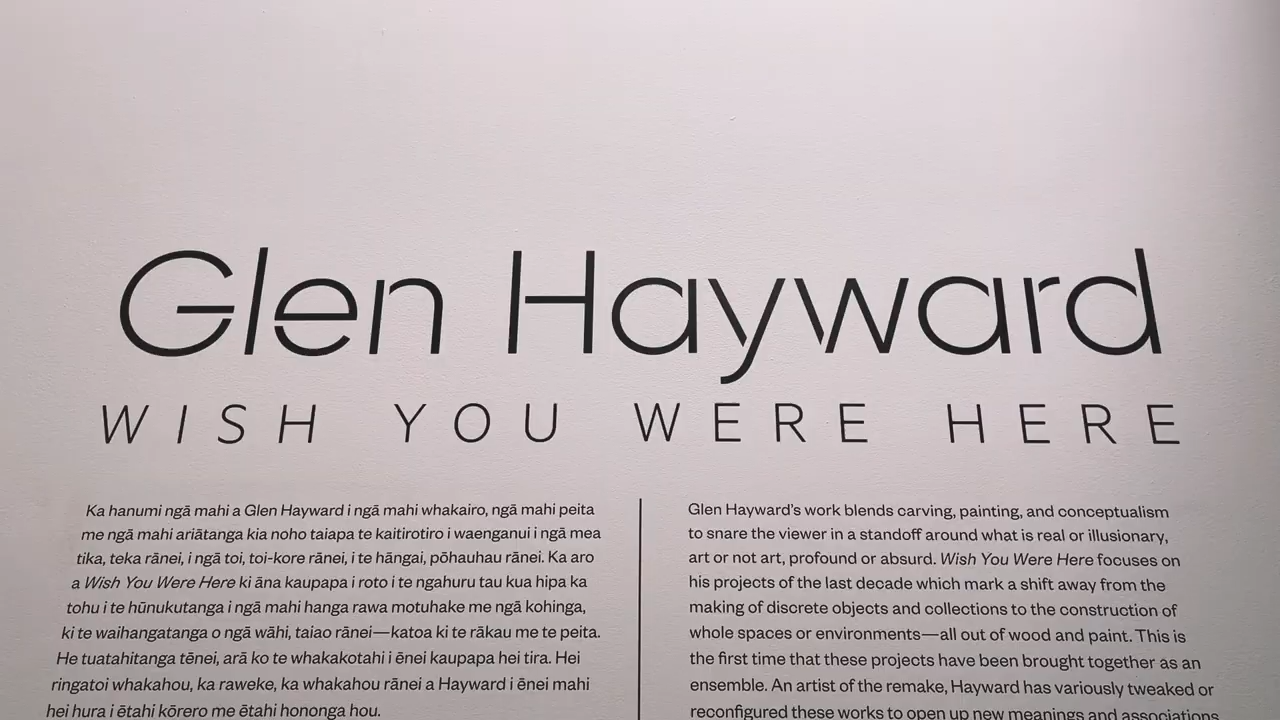 Glen Hayward
WISH YOU WERE HERE
Ka hanumi ngā mahi a Glen Hayward i ngā mahi whakairo, ngā mahi peita
me ngā mahi ariātanga kia noho taiapa te kaitirotiro i waenganui i ngā mea
tika, teka rānei, i ngā toi, toi-kore rānei, i te hāngai, pōhauhau rānei. Ka aro
a Wish You Were Here ki āna kaupapa i roto i te ngahuru tau kua hipa ka
tohu i te hūnukutanga i ngā mahi hanga rawa motuhake me ngā kohinga,
ki te waihangatanga o ngā wāhi, taiao rānei—katoa ki te rākau me te peita.
He tuatahitanga tēnei, arā ko te whakakotahi i ēnei kaupapa hei tira. Hei
ringatoi whakahou, ka raweke, ka whakahou rānei a Hayward i ēnei mahi
hei hura i ētahi kōrero me ētahi hononga hou.
Glen Hayward's work blends carving, painting, and conceptualism
to snare the viewer in a standoff around what is real or illusionary,
art or not art, profound or absurd. Wish You Were Here focuses on
his projects of the last decade which mark a shift away from the
making of discrete objects and collections to the construction of
whole spaces or environments—all out of wood and paint. This is
the first time that these projects have been brought together as an
ensemble. An artist of the remake, Hayward has variously tweaked or
reconfigured these works to open up new meanings and associations